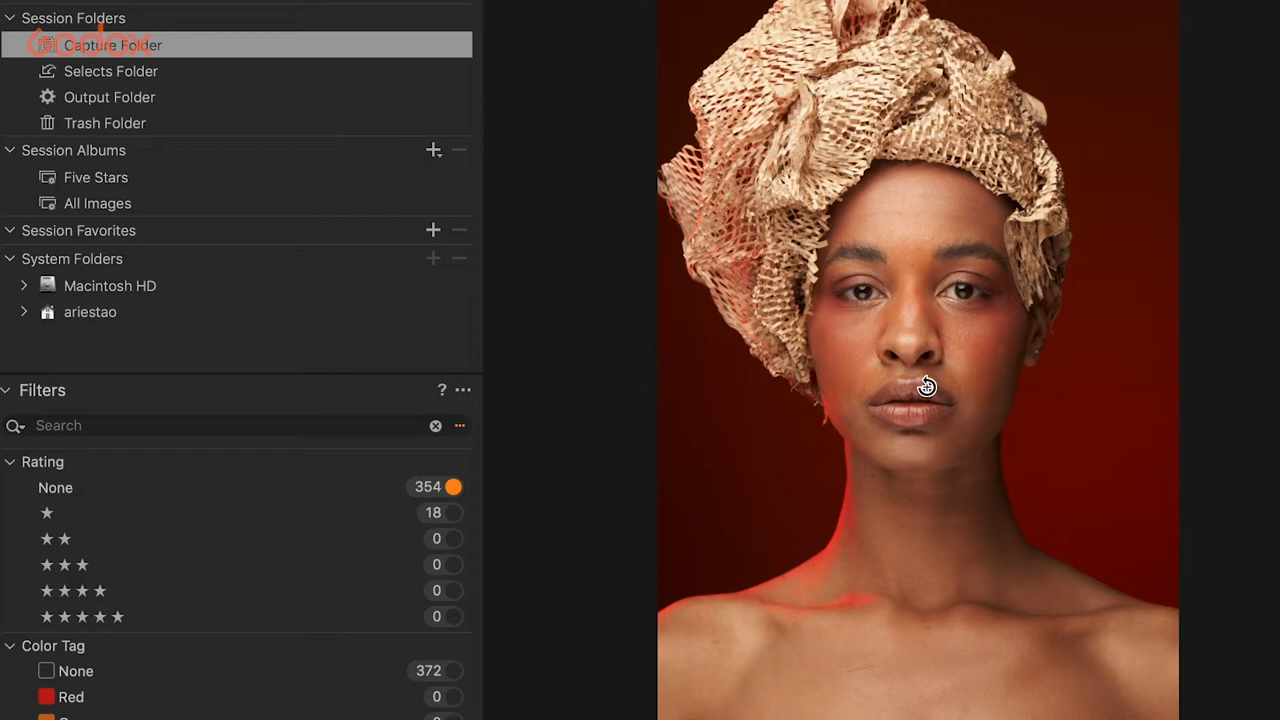 Session Folders
Godox
Capture Folder
Selects Folder
Output Folder
Trash Folder
Session Albums
Five Stars
All Images
Session Favorites
System Folders
Macintosh HD
ariestao
Filters
?
Search
Rating
None 354
18
0
0
0
0
Color Tag
None 372
Red 0